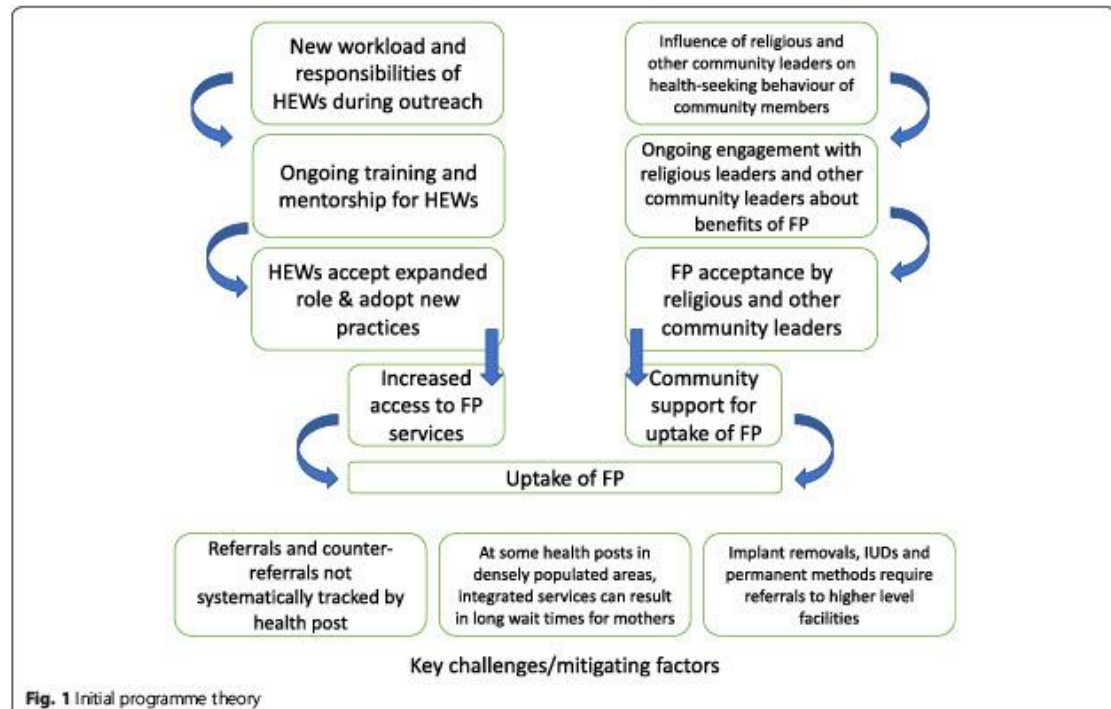 New workload and
responsibilities of
HEWs during outreach
Ongoing training and
mentorship for HEWs
HEWs accept expanded
role & adopt new
practices
Increased
access to FP
services
Influence of religious and
other community leaders on
health-seeking behaviour of
community members
Ongoing engagement with
religious leaders and other
community leaders about
benefits of FP
FP acceptance by
religious and other
community leaders
Community
support for
uptake of FP
Uptake of FP
Referrals and counter-
referrals not
systematically tracked by
health post
At some health posts in
densely populated areas,
integrated services can result
in long wait times for mothers
Implant removals, IUDs and
permanent methods require
referrals to higher level
facilities
Key challenges/mitigating factors
Fig. 1 Initial programme theory